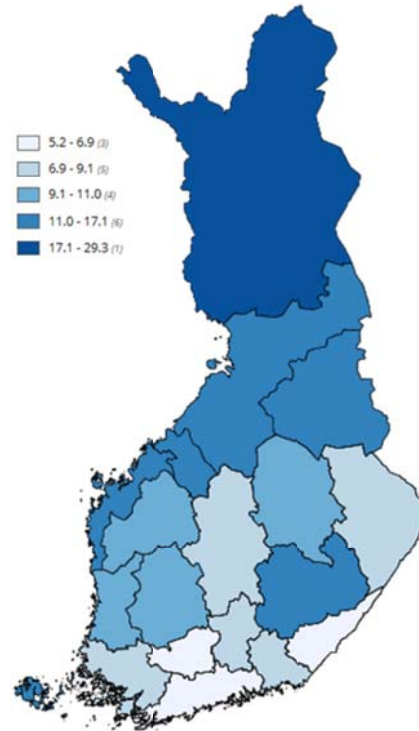 5.2 - 6.9 (3)
6.9 - 9.1 (5)
9.1 - 11.0 (4)
11.0 - 17.1 (6)
17.1 - 29.3 (1)